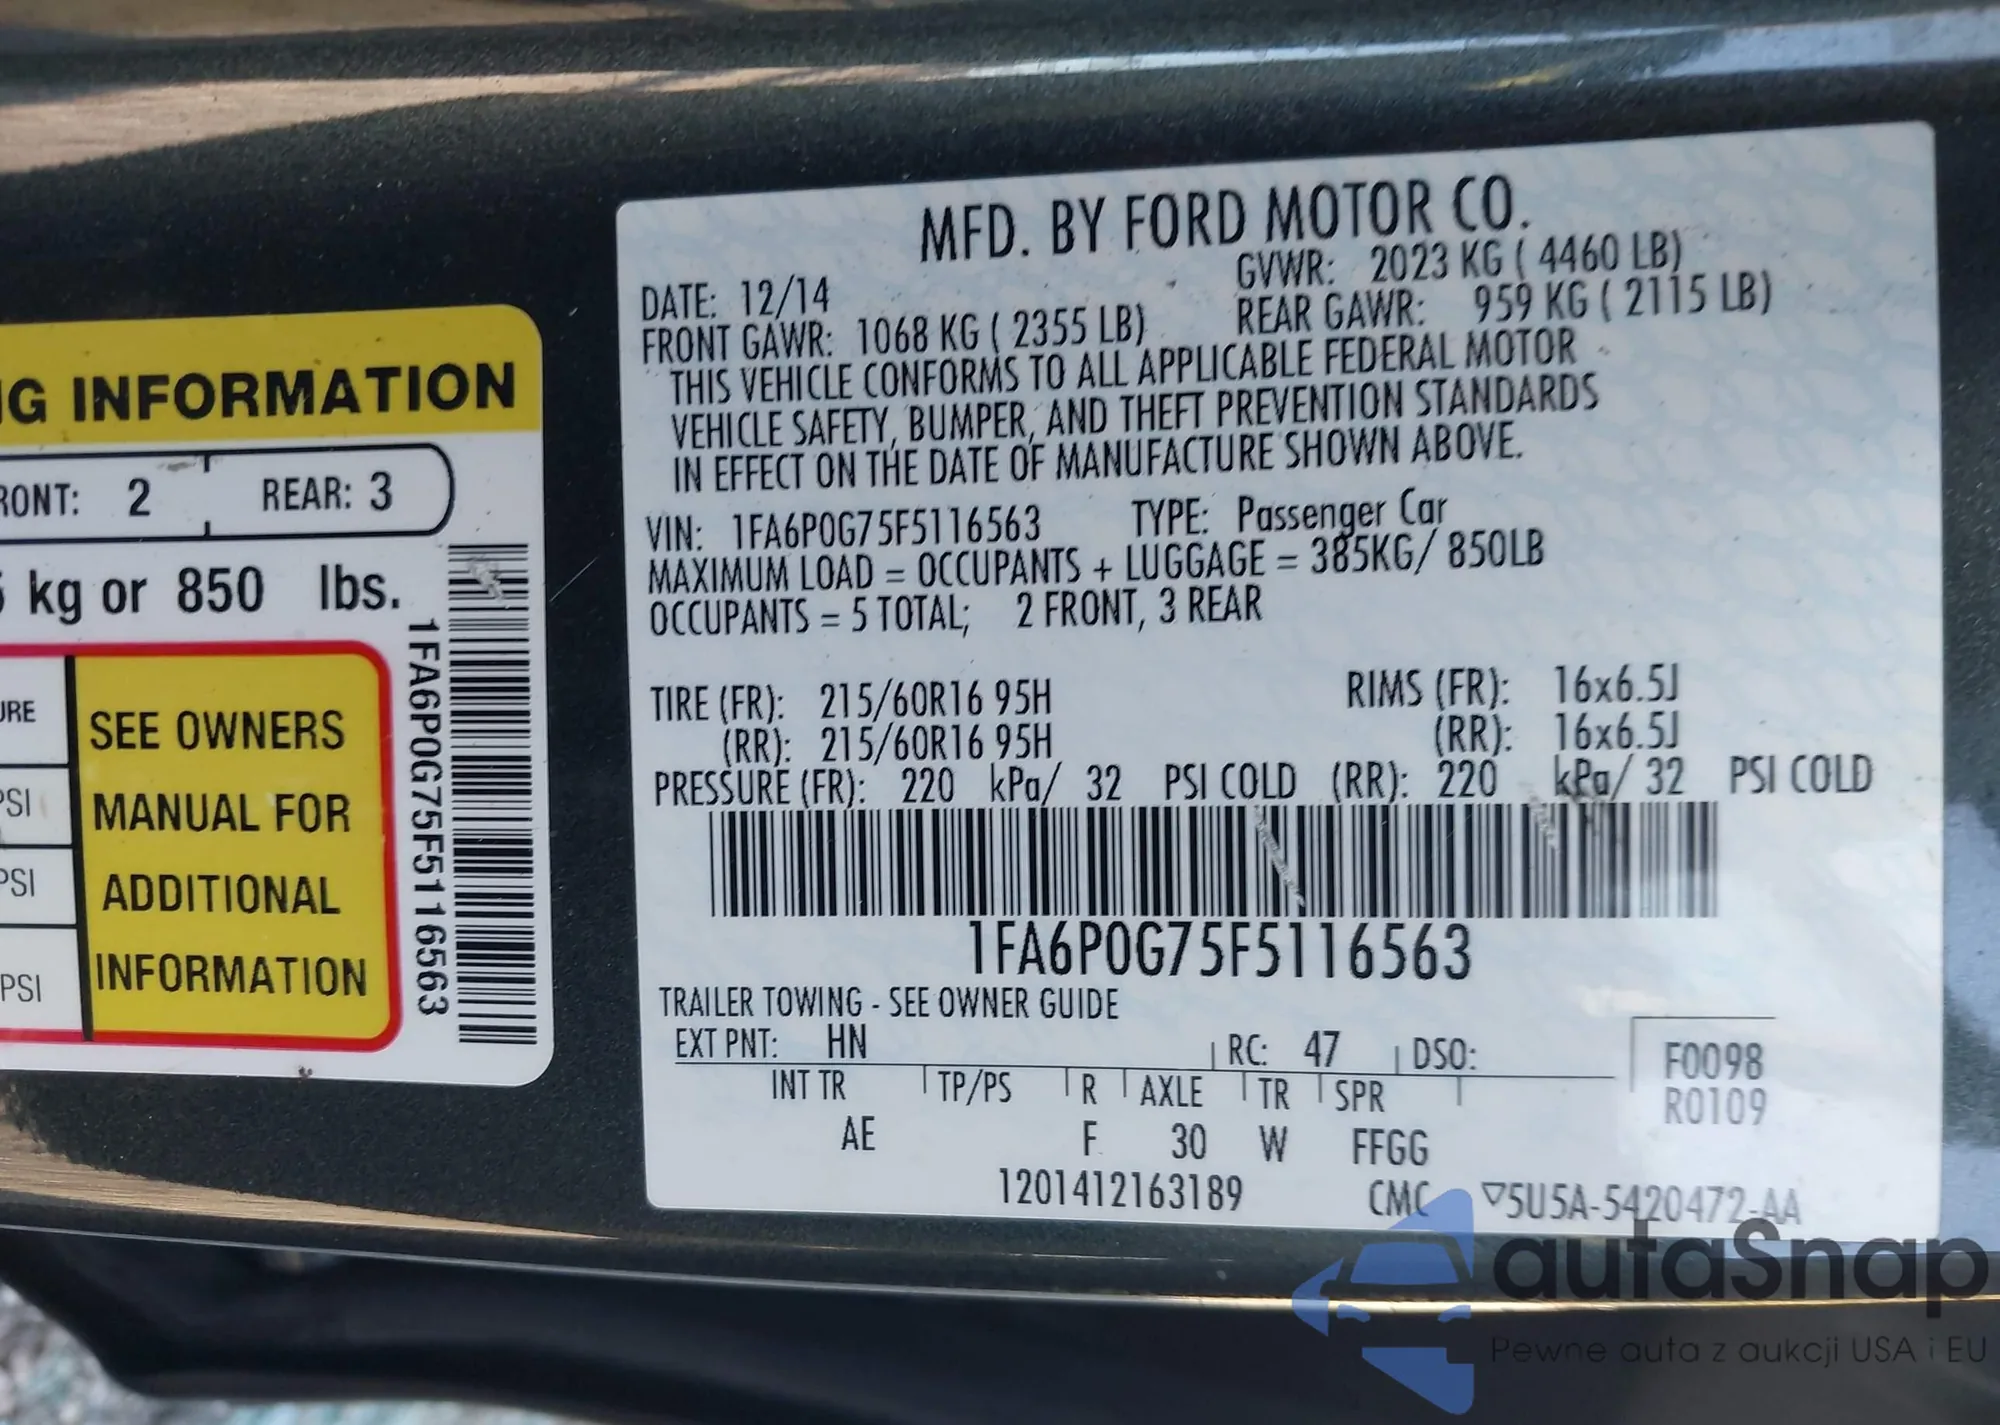 NG INFORMATION
RONT: 2 REAR: 3
5 kg or 850 lbs.
URE
PSI
PSI
PSI
SEE OWNERS
MANUAL FOR
ADDITIONAL
INFORMATION
1FA6P0G75F5116563
MFD. BY FORD MOTOR CO.
DATE: 12/14 GVWR: 2023 KG ( 4460 LB)
FRONT GAWR: 1068 KG ( 2355 LB) REAR GAWR: 959 KG ( 2115 LB)
THIS VEHICLE CONFORMS TO ALL APPLICABLE FEDERAL MOTOR
VEHICLE SAFETY, BUMPER, AND THEFT PREVENTION STANDARDS
IN EFFECT ON THE DATE OF MANUFACTURE SHOWN ABOVE.
VIN: 1FA6P0G75F5116563 TYPE: Passenger Car
MAXIMUM LOAD = OCCUPANTS + LUGGAGE = 385KG/ 850LB
OCCUPANTS = 5 TOTAL; 2 FRONT, 3 REAR
TIRE (FR): 215/60R16 95H RIMS (FR): 16x6.5J
(RR): 215/60R16 95H (RR): 16x6.5J
PRESSURE (FR): 220 kPa/ 32 PSI COLD (RR): 220 kPa/ 32 PSI COLD
1FA6P0G75F5116563
TRAILER TOWING - SEE OWNER GUIDE
EXT PNT: HN RC: 47 DSO: F0098
INT TR TP/PS R AXLE TR SPR R0109
AE F 30 W FFGG
1201412163189 CMC ▽5U5A-5420472-AA
autaSnap
Pewne auta z aukcji USA i EU